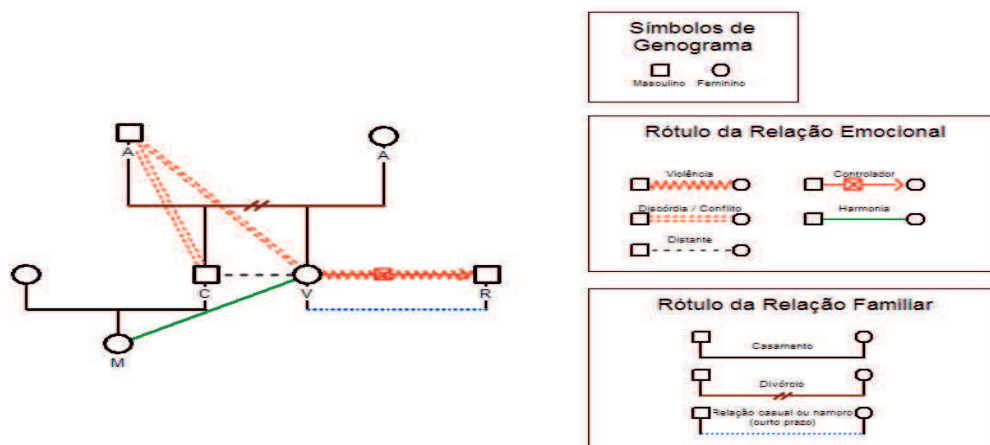 Símbolos de
Genograma
Masculino Feminino
A
A
Rótulo da Relação Emocional
Violência
Controlador
Discórdia / Conflito
Harmonia
Distante
C
V
R
M
Rótulo da Relação Familiar
Casamento
Divórcio
Relação casual ou namoro
(curto prazo)